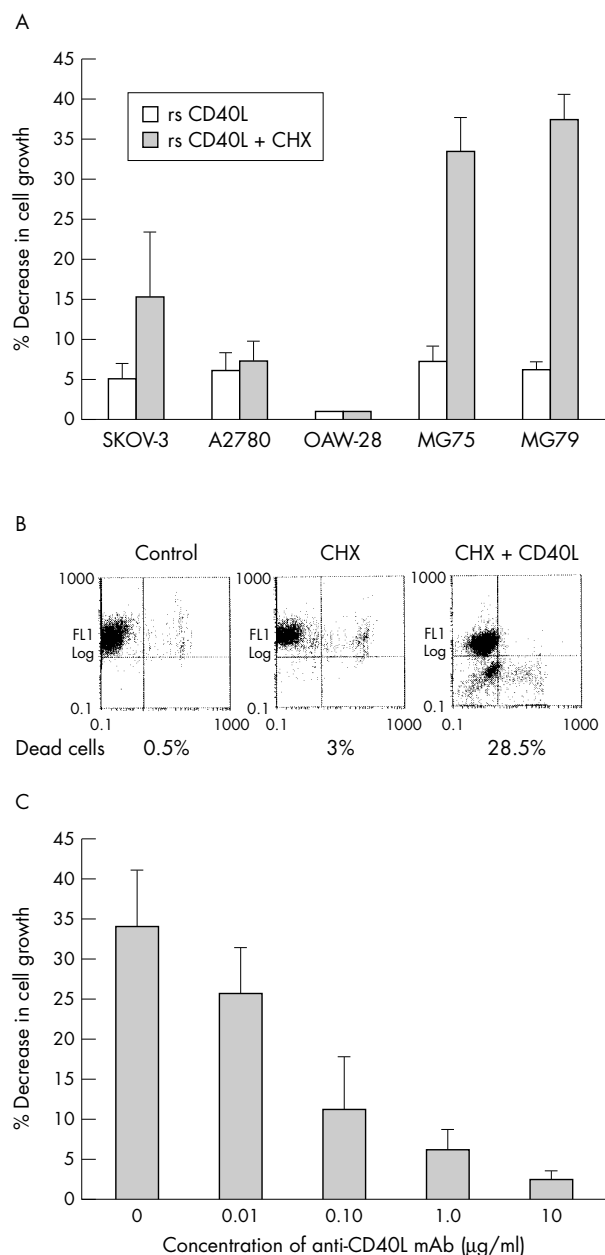 A
% Decrease in cell growth
45
40
35
30
25
20
15
10
5
0
rs CD40L
rs CD40L + CHX
SKOV-3 A2780 OAW-28 MG75 MG79
B
Control CHX CHX + CD40L
1000 1000 1000
FL1 FL1 FL1
Log Log Log
0.1 0.1 0.1
0.1 1000 0.1 1000 0.1 1000
Dead cells 0.5% 3% 28.5%
C
% Decrease in cell growth
45
40
35
30
25
20
15
10
5
0
0 0.01 0.10 1.0 10
Concentration of anti-CD40L mAb (µg/ml)